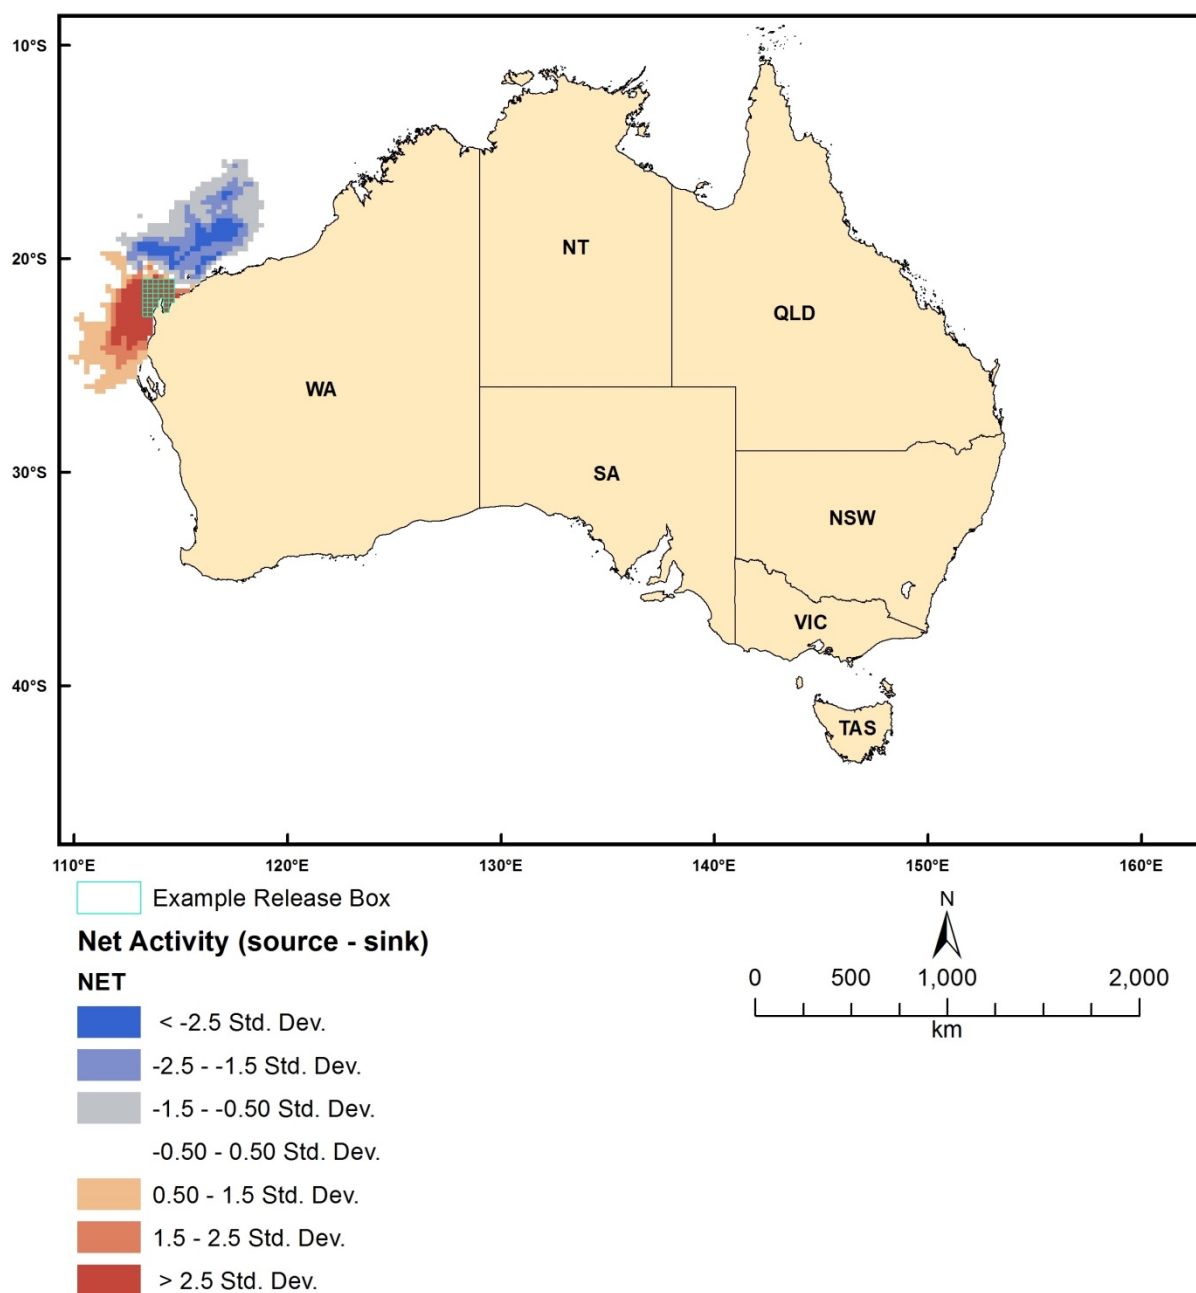 10°S
20°S
30°S
40°S
NT
QLD
WA
SA
NSW
VIC
TAS
110°E 120°E 130°E 140°E 150°E 160°E
Example Release Box
Net Activity (source - sink)
NET
< -2.5 Std. Dev.
-2.5 - -1.5 Std. Dev.
-1.5 - -0.50 Std. Dev.
-0.50 - 0.50 Std. Dev.
0.50 - 1.5 Std. Dev.
1.5 - 2.5 Std. Dev.
> 2.5 Std. Dev.
N
0 500 1,000 2,000
km